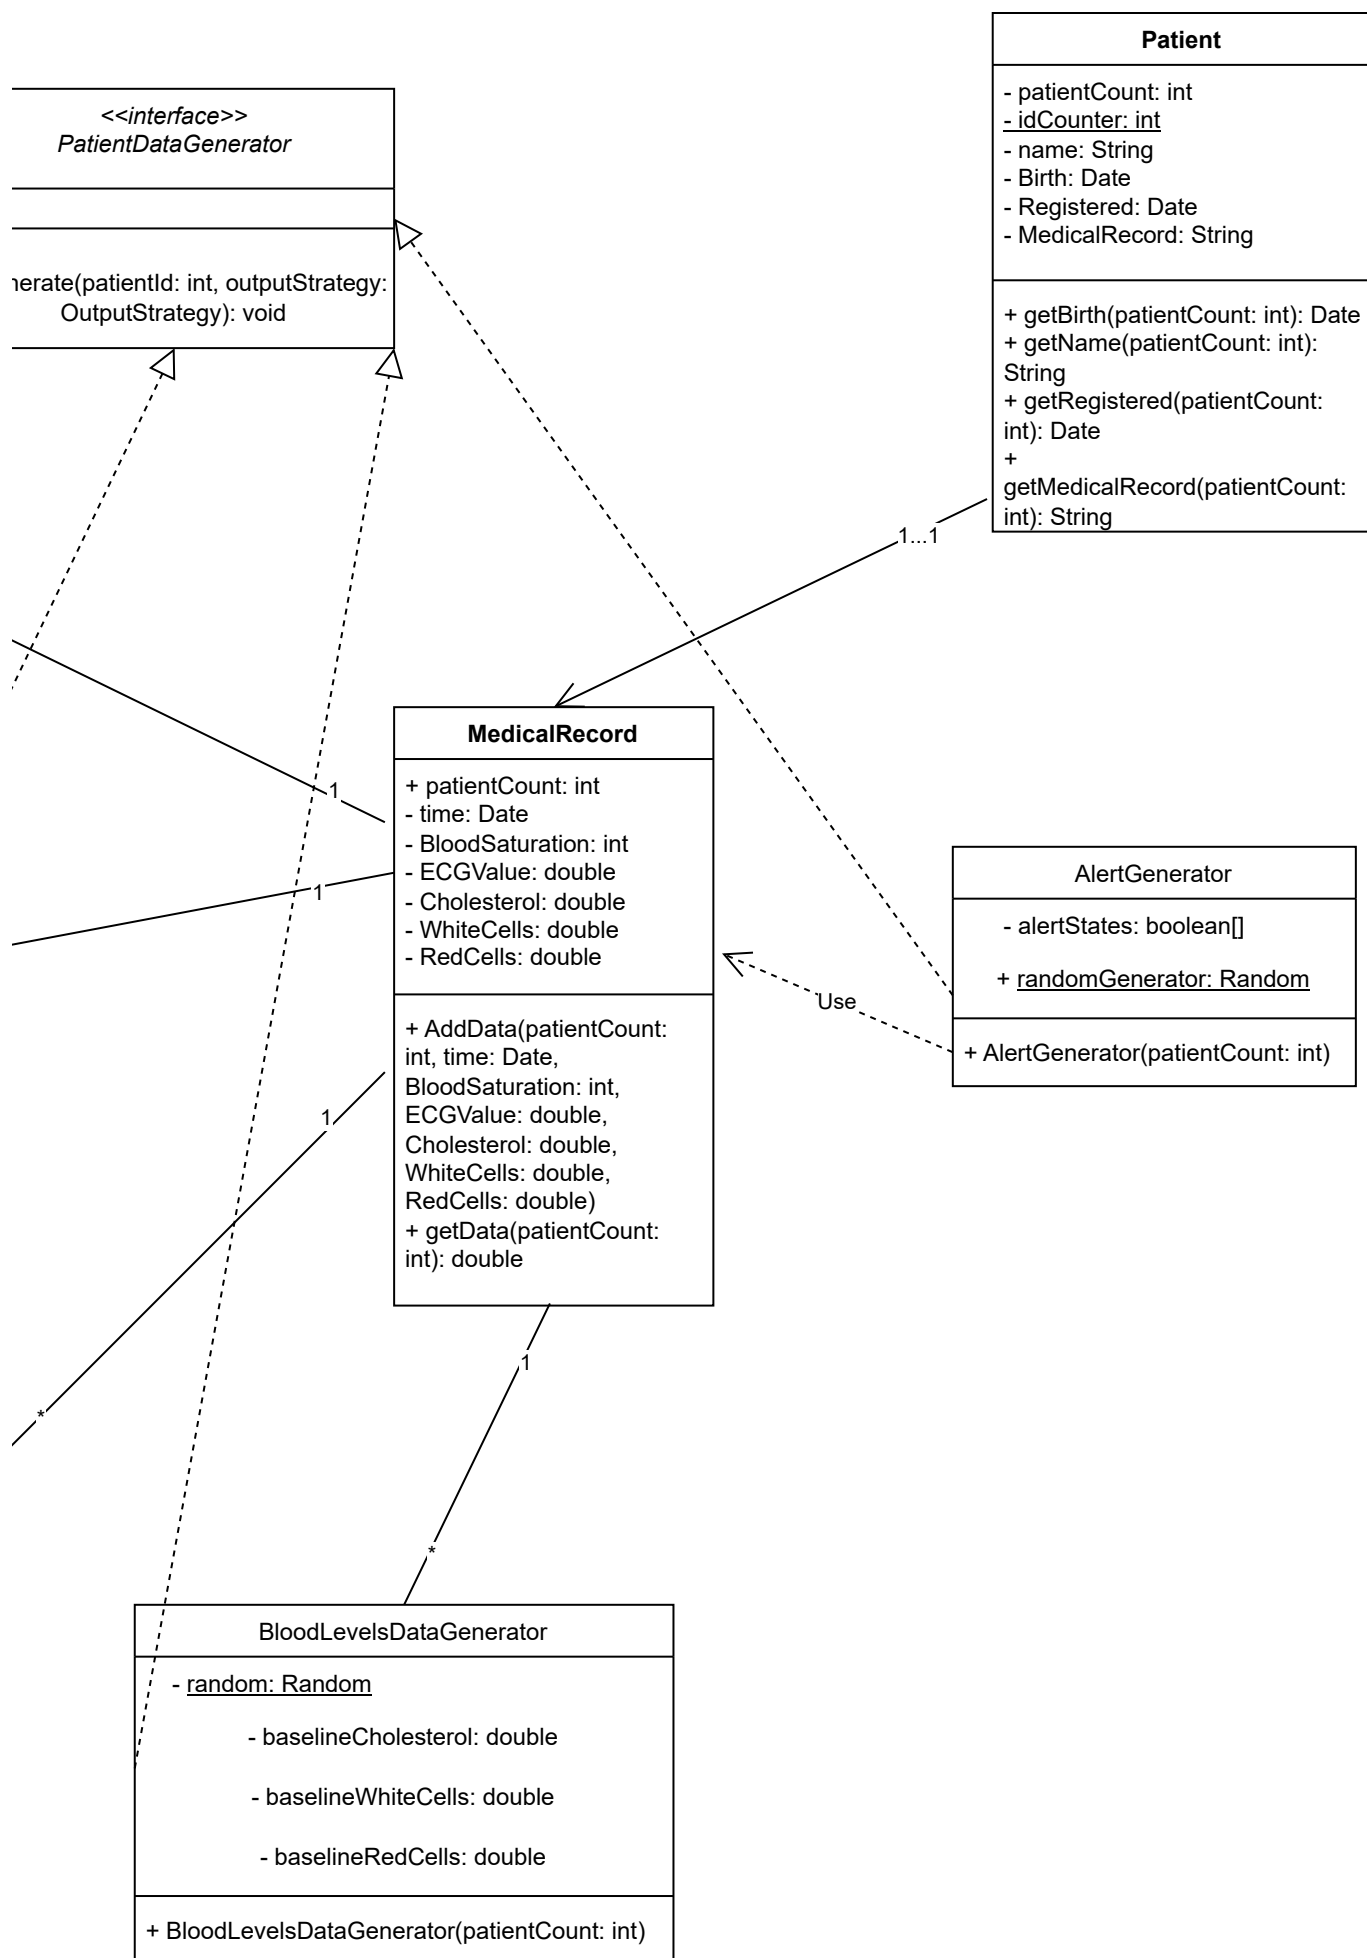 Patient
- patientCount: int
- idCounter: int
- name: String
- Birth: Date
- Registered: Date
- MedicalRecord: String
+ getBirth(patientCount: int): Date
+ getName(patientCount: int):
String
+ getRegistered(patientCount:
int): Date
+
getMedicalRecord(patientCount:
int): String
<<interface>>
PatientDataGenerator
nerate(patientId: int, outputStrategy:
OutputStrategy): void
1...1
MedicalRecord
+ patientCount: int
- time: Date
- BloodSaturation: int
- ECGValue: double
- Cholesterol: double
- WhiteCells: double
- RedCells: double
+ AddData(patientCount:
int, time: Date,
BloodSaturation: int,
ECGValue: double,
Cholesterol: double,
WhiteCells: double,
RedCells: double)
+ getData(patientCount:
int): double
1
1
1
*
Use
AlertGenerator
- alertStates: boolean[]
+ randomGenerator: Random
+ AlertGenerator(patientCount: int)
1
*
BloodLevelsDataGenerator
- random: Random
- baselineCholesterol: double
- baselineWhiteCells: double
- baselineRedCells: double
+ BloodLevelsDataGenerator(patientCount: int)